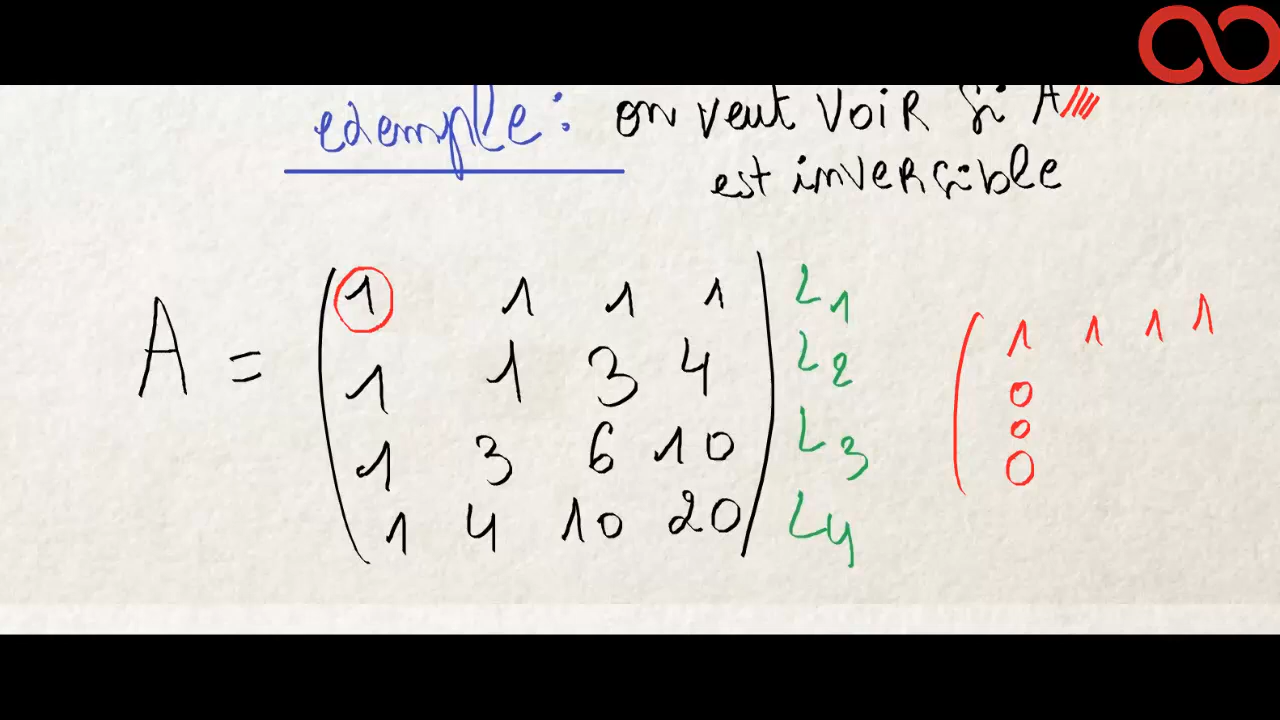 exemple : on veut voir si A
est inversible
1 1 1 1 L1
A = 1 1 3 4 L2
1 3 6 10 L3
1 4 10 20 L4
1 1 1 1
0
0
0